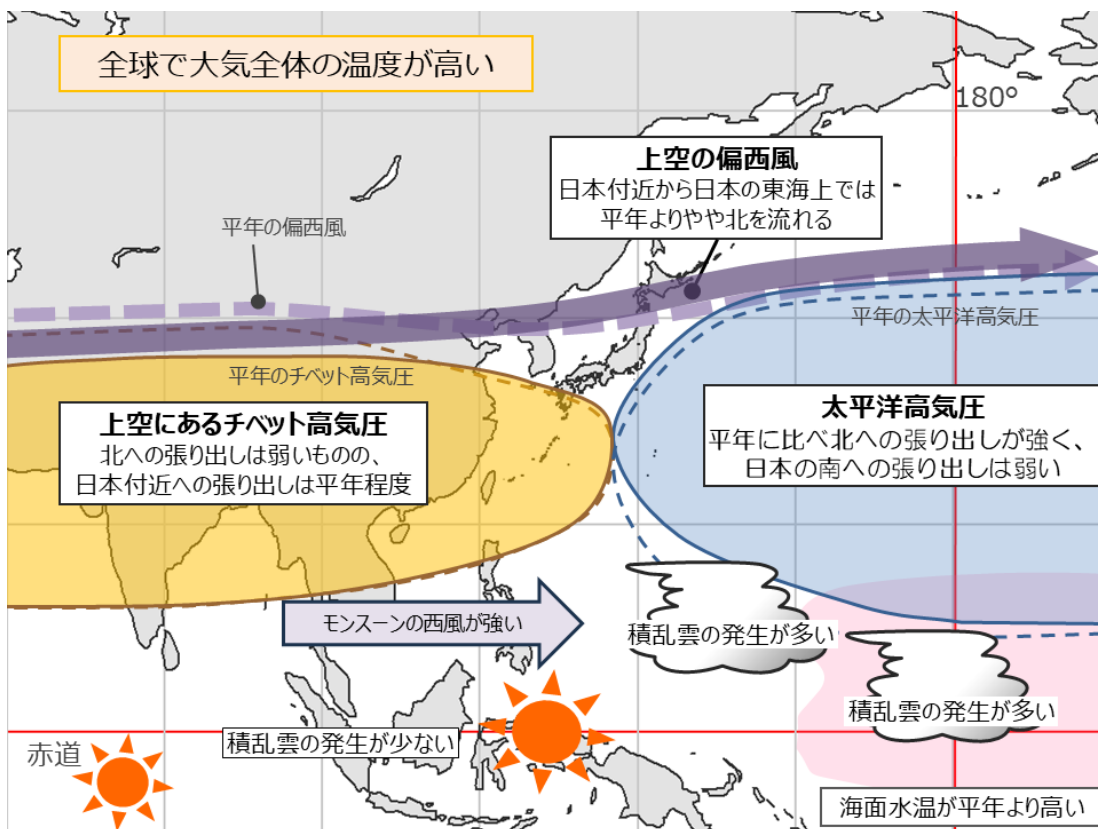 全球で大気全体の温度が高い
180°
上空の偏西風
日本付近から日本の東海上では
平年よりやや北を流れる
平年の偏西風
平年の太平洋高気圧
平年のチベット高気圧
上空にあるチベット高気圧
北への張り出しは弱いものの、
日本付近への張り出しは平年程度
太平洋高気圧
平年に比べ北への張り出しが強く、
日本の南への張り出しは弱い
モンスーンの西風が強い
積乱雲の発生が多い
積乱雲の発生が多い
積乱雲の発生が少ない
赤道
海面水温が平年より高い